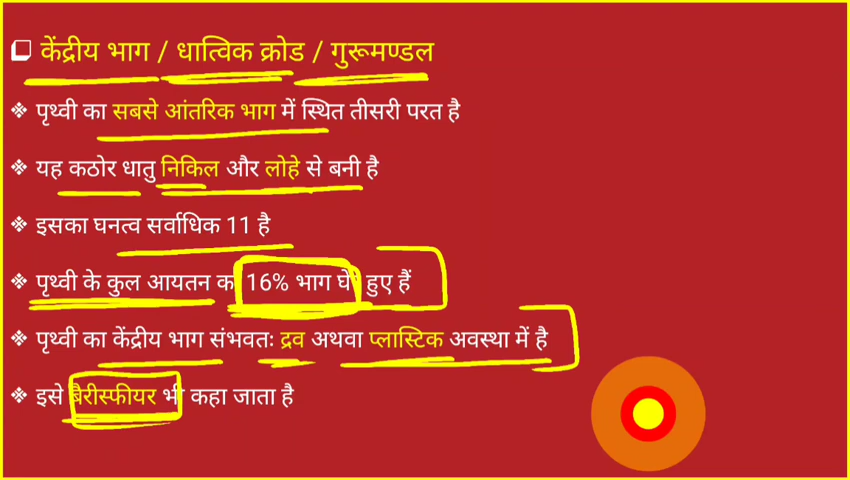 केंद्रीय भाग / धात्विक क्रोड / गुरूमण्डल
पृथ्वी का सबसे आंतरिक भाग में स्थित तीसरी परत है
यह कठोर धातु निकिल और लोहे से बनी है
इसका घनत्व सर्वाधिक 11 है
पृथ्वी के कुल आयतन का 16% भाग घेरे हुए हैं
पृथ्वी का केंद्रीय भाग संभवतः द्रव अथवा प्लास्टिक अवस्था में है
इसे बैरीस्फीयर भी कहा जाता है